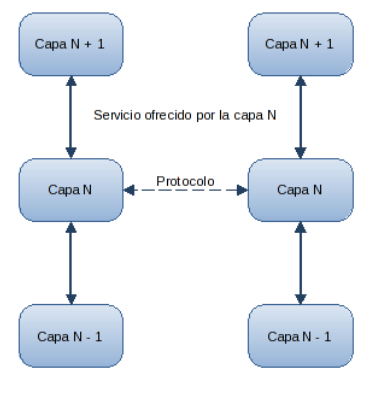 Capa N + 1
Capa N + 1
Servicio ofrecido por la capa N
Capa N
Protocolo
Capa N
Capa N - 1
Capa N - 1